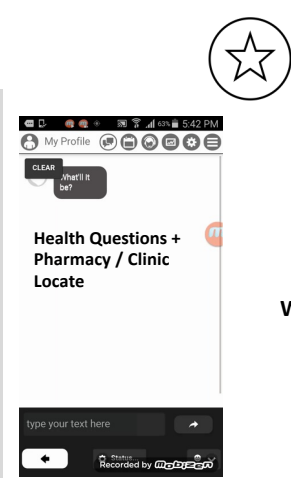 63% 5:42 PM
My Profile
CLEAR
What'll it
be?
Health Questions +
Pharmacy / Clinic
Locate
W
type your text here
Status
Recorded by mobizen